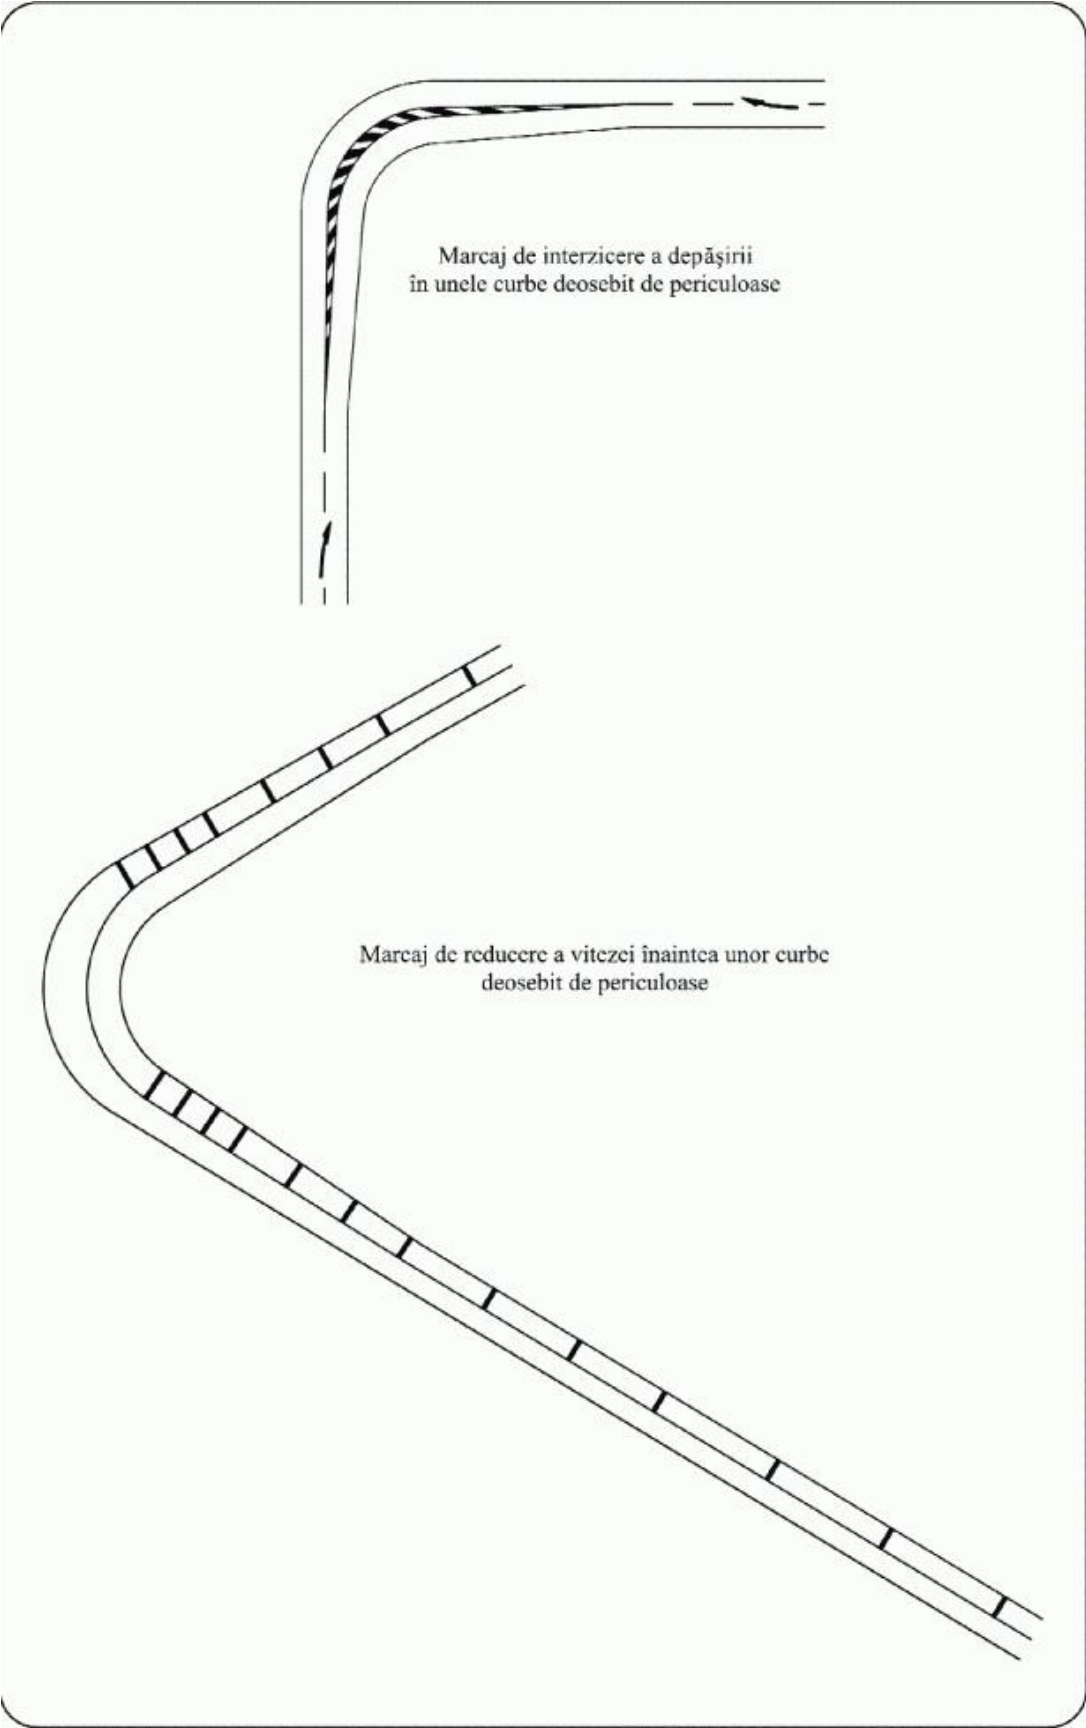 Marcaj de interzicere a depăşirii
în unele curbe deosebit de periculoase
Marcaj de reducere a vitezei înaintea unor curbe
deosebit de periculoase